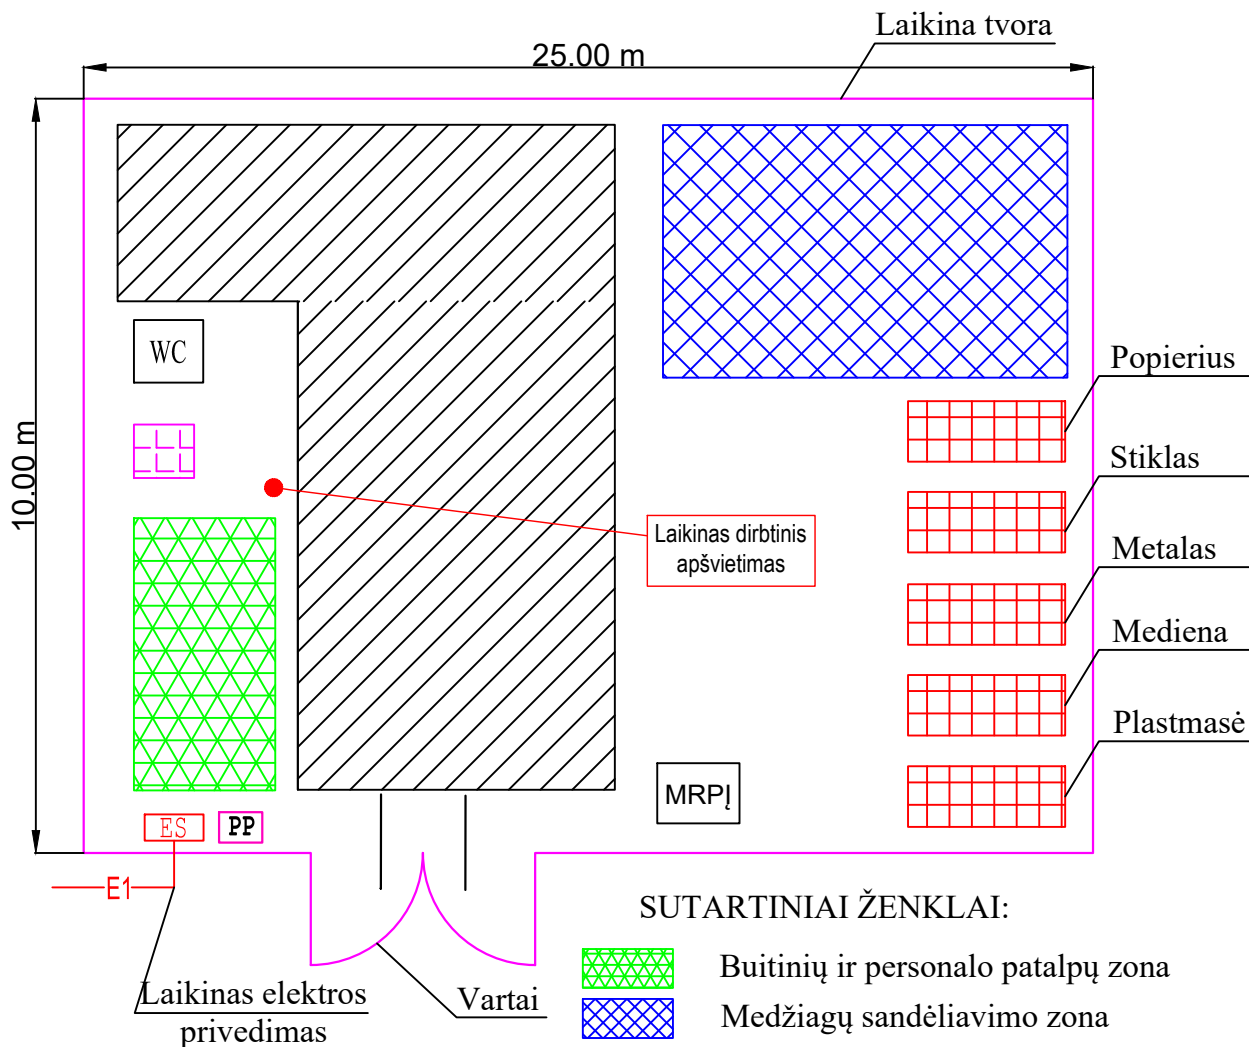 Laikina tvora
25.00 m
10.00 m
WC
Popierius
Stiklas
Laikinas dirbtinis
apšvietimas
Metalas
Mediena
Plastmasė
MRPĮ
ES
PP
E1
SUTARTINIAI ŽENKLAI:
Buitinių ir personalo patalpų zona
Medžiagų sandėliavimo zona
Laikinas elektros
privedimas
Vartai